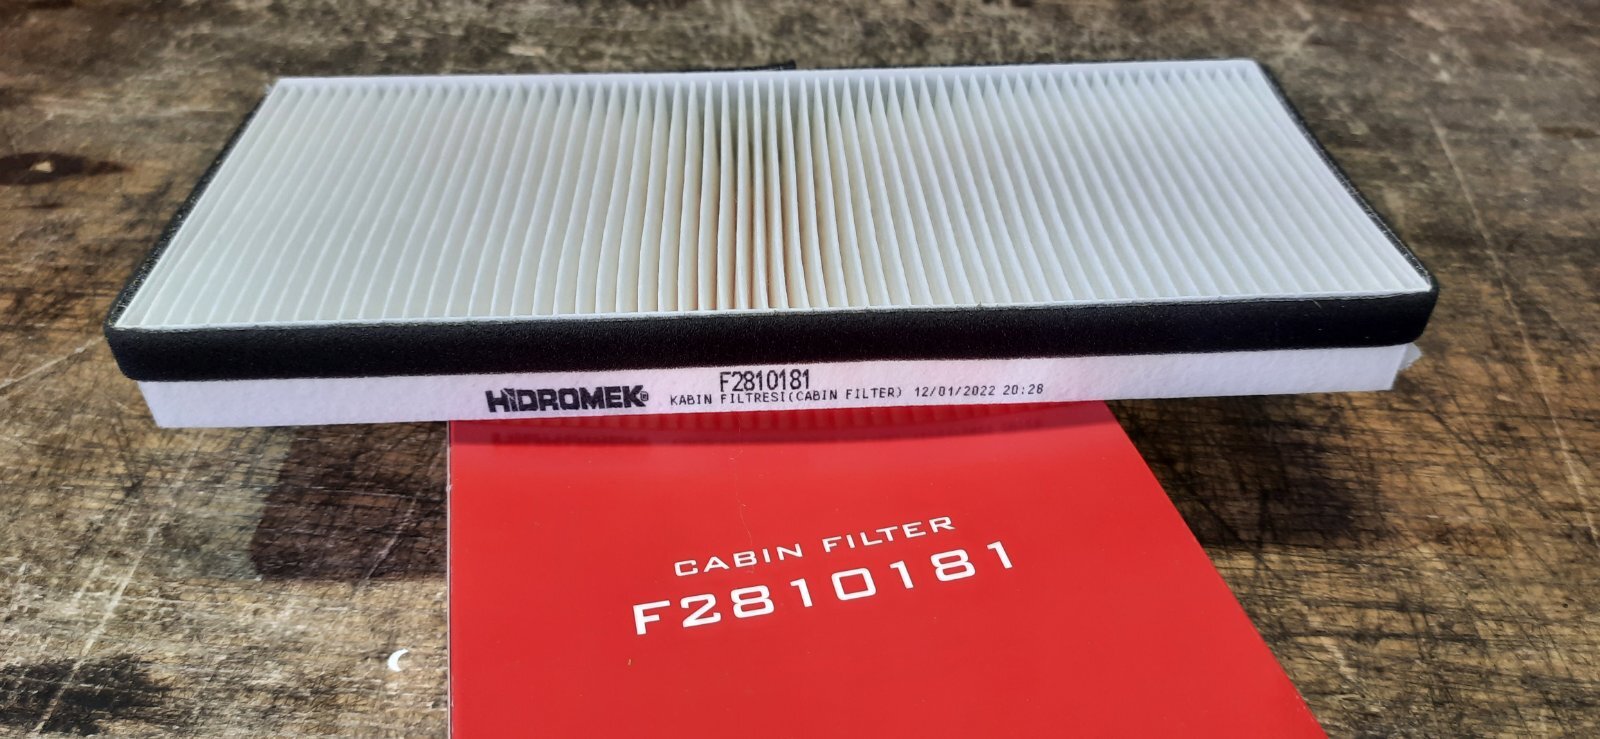 HİDROMEK®
F2810181
KABIN FILTRESI(CABIN FILTER) 12/01/2022 20:28
CABIN FILTER
F2810181